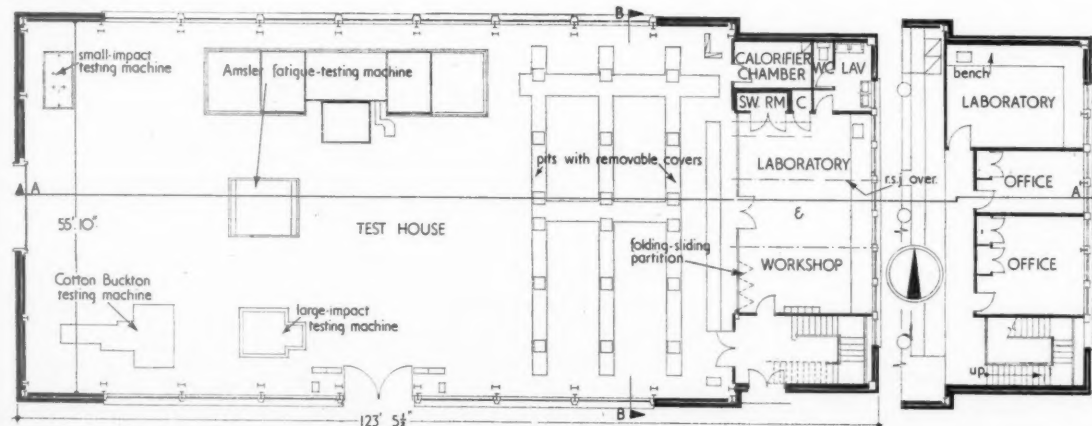 B
small-impact
testing machine
Amsler fatigue-testing machine
CALORIFIER
CHAMBER
WC
LAV
SW. RM
C
bench
LABORATORY
pits with removable covers
LABORATORY
r.s.j. over.
&
WORKSHOP
OFFICE
A
A
55' 10"
TEST HOUSE
folding-sliding
partition
OFFICE
Cotton Buckton
testing machine
large-impact
testing machine
up
B
123' 5¼"